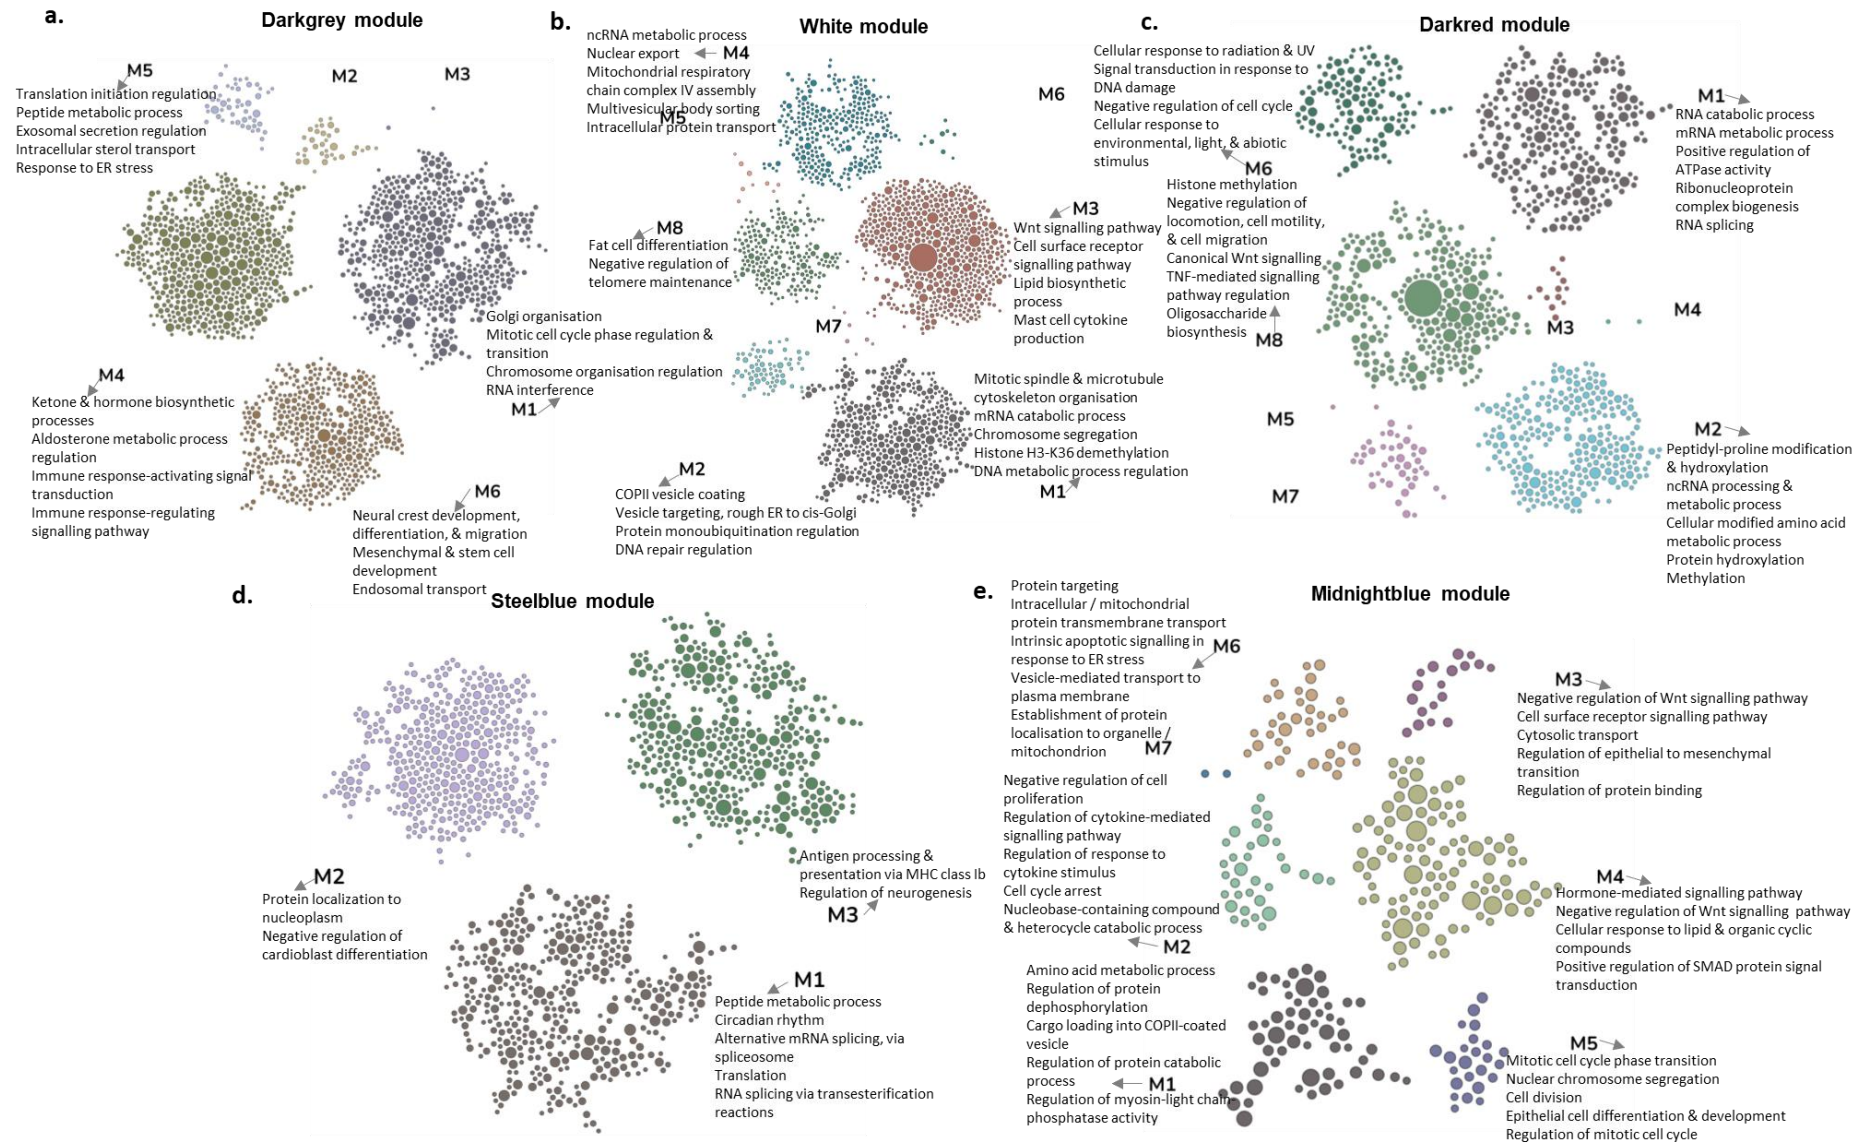 a.
Darkgrey module
M5
Translation initiation regulation
Peptide metabolic process
Exosomal secretion regulation
Intracellular sterol transport
Response to ER stress
M2
M3
Golgi organisation
Mitotic cell cycle phase regulation &
transition
Chromosome organisation regulation
RNA interference
M1
M4
Ketone & hormone biosynthetic
processes
Aldosterone metabolic process
regulation
Immune response-activating signal
transduction
Immune response-regulating
signalling pathway
M6
Neural crest development,
differentiation, & migration
Mesenchymal & stem cell
development
Endosomal transport
b.
White module
ncRNA metabolic process
Nuclear export
M4
Mitochondrial respiratory
chain complex IV assembly
Multivesicular body sorting
M5
Intracellular protein transport
M6
M8
Fat cell differentiation
Negative regulation of
telomere maintenance
M3
Wnt signalling pathway
Cell surface receptor
signalling pathway
Lipid biosynthetic
process
Mast cell cytokine
production
M7
Mitotic spindle & microtubule
cytoskeleton organisation
mRNA catabolic process
Chromosome segregation
Histone H3-K36 demethylation
DNA metabolic process regulation
M1
M2
COPII vesicle coating
Vesicle targeting, rough ER to cis-Golgi
Protein monoubiquitination regulation
DNA repair regulation
c.
Darkred module
Cellular response to radiation & UV
Signal transduction in response to
DNA damage
Negative regulation of cell cycle
Cellular response to
environmental, light, & abiotic
stimulus
M6
Histone methylation
Negative regulation of
locomotion, cell motility,
& cell migration
Canonical Wnt signalling
TNF-mediated signalling
pathway regulation
Oligosaccharide
biosynthesis
M8
M1
RNA catabolic process
mRNA metabolic process
Positive regulation of
ATPase activity
Ribonucleoprotein
complex biogenesis
RNA splicing
M3
M4
M5
M7
M2
Peptidyl-proline modification
& hydroxylation
ncRNA processing &
metabolic process
Cellular modified amino acid
metabolic process
Protein hydroxylation
Methylation
d.
Steelblue module
M2
Protein localization to
nucleoplasm
Negative regulation of
cardioblast differentiation
Antigen processing &
presentation via MHC class Ib
Regulation of neurogenesis
M3
M1
Peptide metabolic process
Circadian rhythm
Alternative mRNA splicing, via
spliceosome
Translation
RNA splicing via transesterification
reactions
e.
Midnightblue module
Protein targeting
Intracellular / mitochondrial
protein transmembrane transport
Intrinsic apoptotic signalling in
response to ER stress
M6
Vesicle-mediated transport to
plasma membrane
Establishment of protein
localisation to organelle /
mitochondrion
M7
Negative regulation of cell
proliferation
Regulation of cytokine-mediated
signalling pathway
Regulation of response to
cytokine stimulus
Cell cycle arrest
Nucleobase-containing compound
& heterocycle catabolic process
M2
Amino acid metabolic process
Regulation of protein
dephosphorylation
Cargo loading into COPII-coated
vesicle
Regulation of protein catabolic
process
M1
Regulation of myosin-light chain-
phosphatase activity
M3
Negative regulation of Wnt signalling pathway
Cell surface receptor signalling pathway
Cytosolic transport
Regulation of epithelial to mesenchymal
transition
Regulation of protein binding
M4
Hormone-mediated signalling pathway
Negative regulation of Wnt signalling pathway
Cellular response to lipid & organic cyclic
compounds
Positive regulation of SMAD protein signal
transduction
M5
Mitotic cell cycle phase transition
Nuclear chromosome segregation
Cell division
Epithelial cell differentiation & development
Regulation of mitotic cell cycle